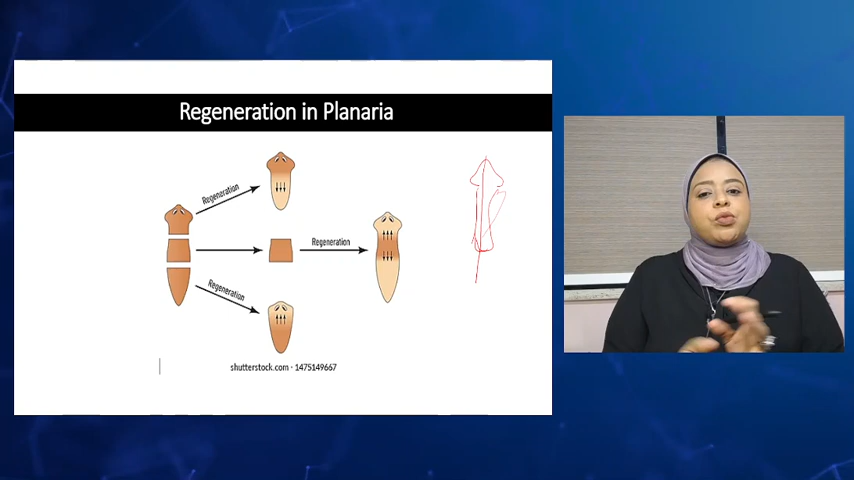 Regeneration in Planaria
Regeneration
Regeneration
Regeneration
shutterstock.com · 1475149667